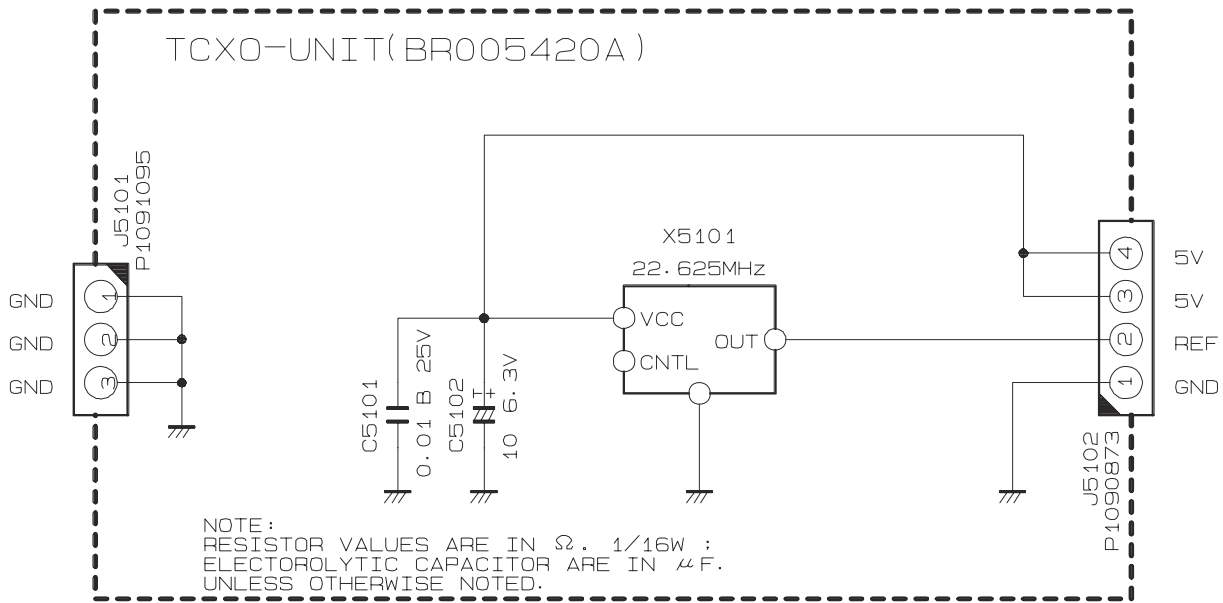 TCXO-UNIT(BR005420A)
J5101
P1091095
GND
GND
GND
1
2
3
X5101
22.625MHz
VCC
CNTL
OUT
C5101
0.01 B 25V
C5102
10 6.3V
+
4
3
2
1
5V
5V
REF
GND
J5102
P1090873
NOTE:
RESISTOR VALUES ARE IN Ω. 1/16W ;
ELECTOROLYTIC CAPACITOR ARE IN μF.
UNLESS OTHERWISE NOTED.